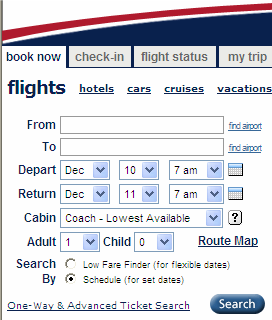 book now check-in flight status my trip
flights hotels cars cruises vacations
From find airport
To find airport
Depart Dec 10 7 am
Return Dec 11 7 am
Cabin Coach - Lowest Available ?
Adult 1 Child 0 Route Map
Search Low Fare Finder (for flexible dates)
By Schedule (for set dates)
One-Way & Advanced Ticket Search Search